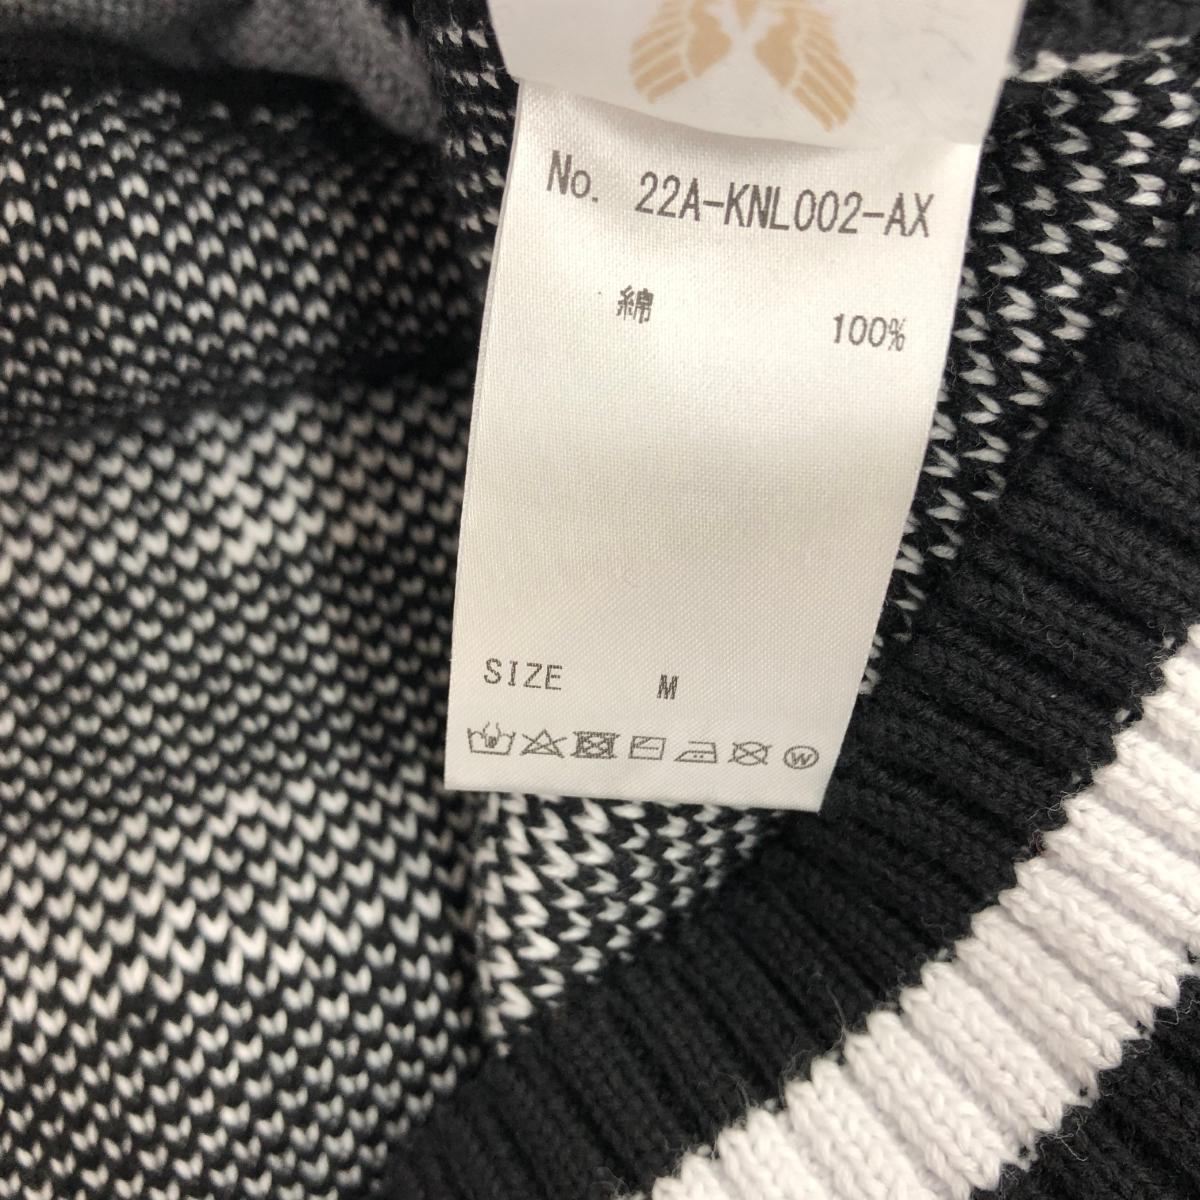 No. 22A-KNL002-AX
綿 100%
SIZE M
W